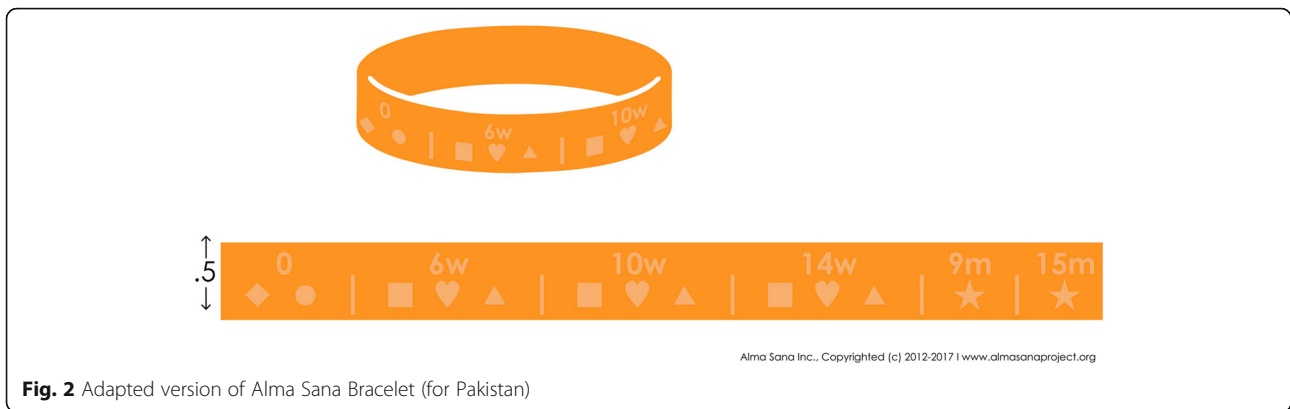 0 6w 10w
0 6w 10w 14w 9m 15m
.5
Alma Sana Inc., Copyrighted (c) 2012-2017 I www.almasanaproject.org
Fig. 2 Adapted version of Alma Sana Bracelet (for Pakistan)